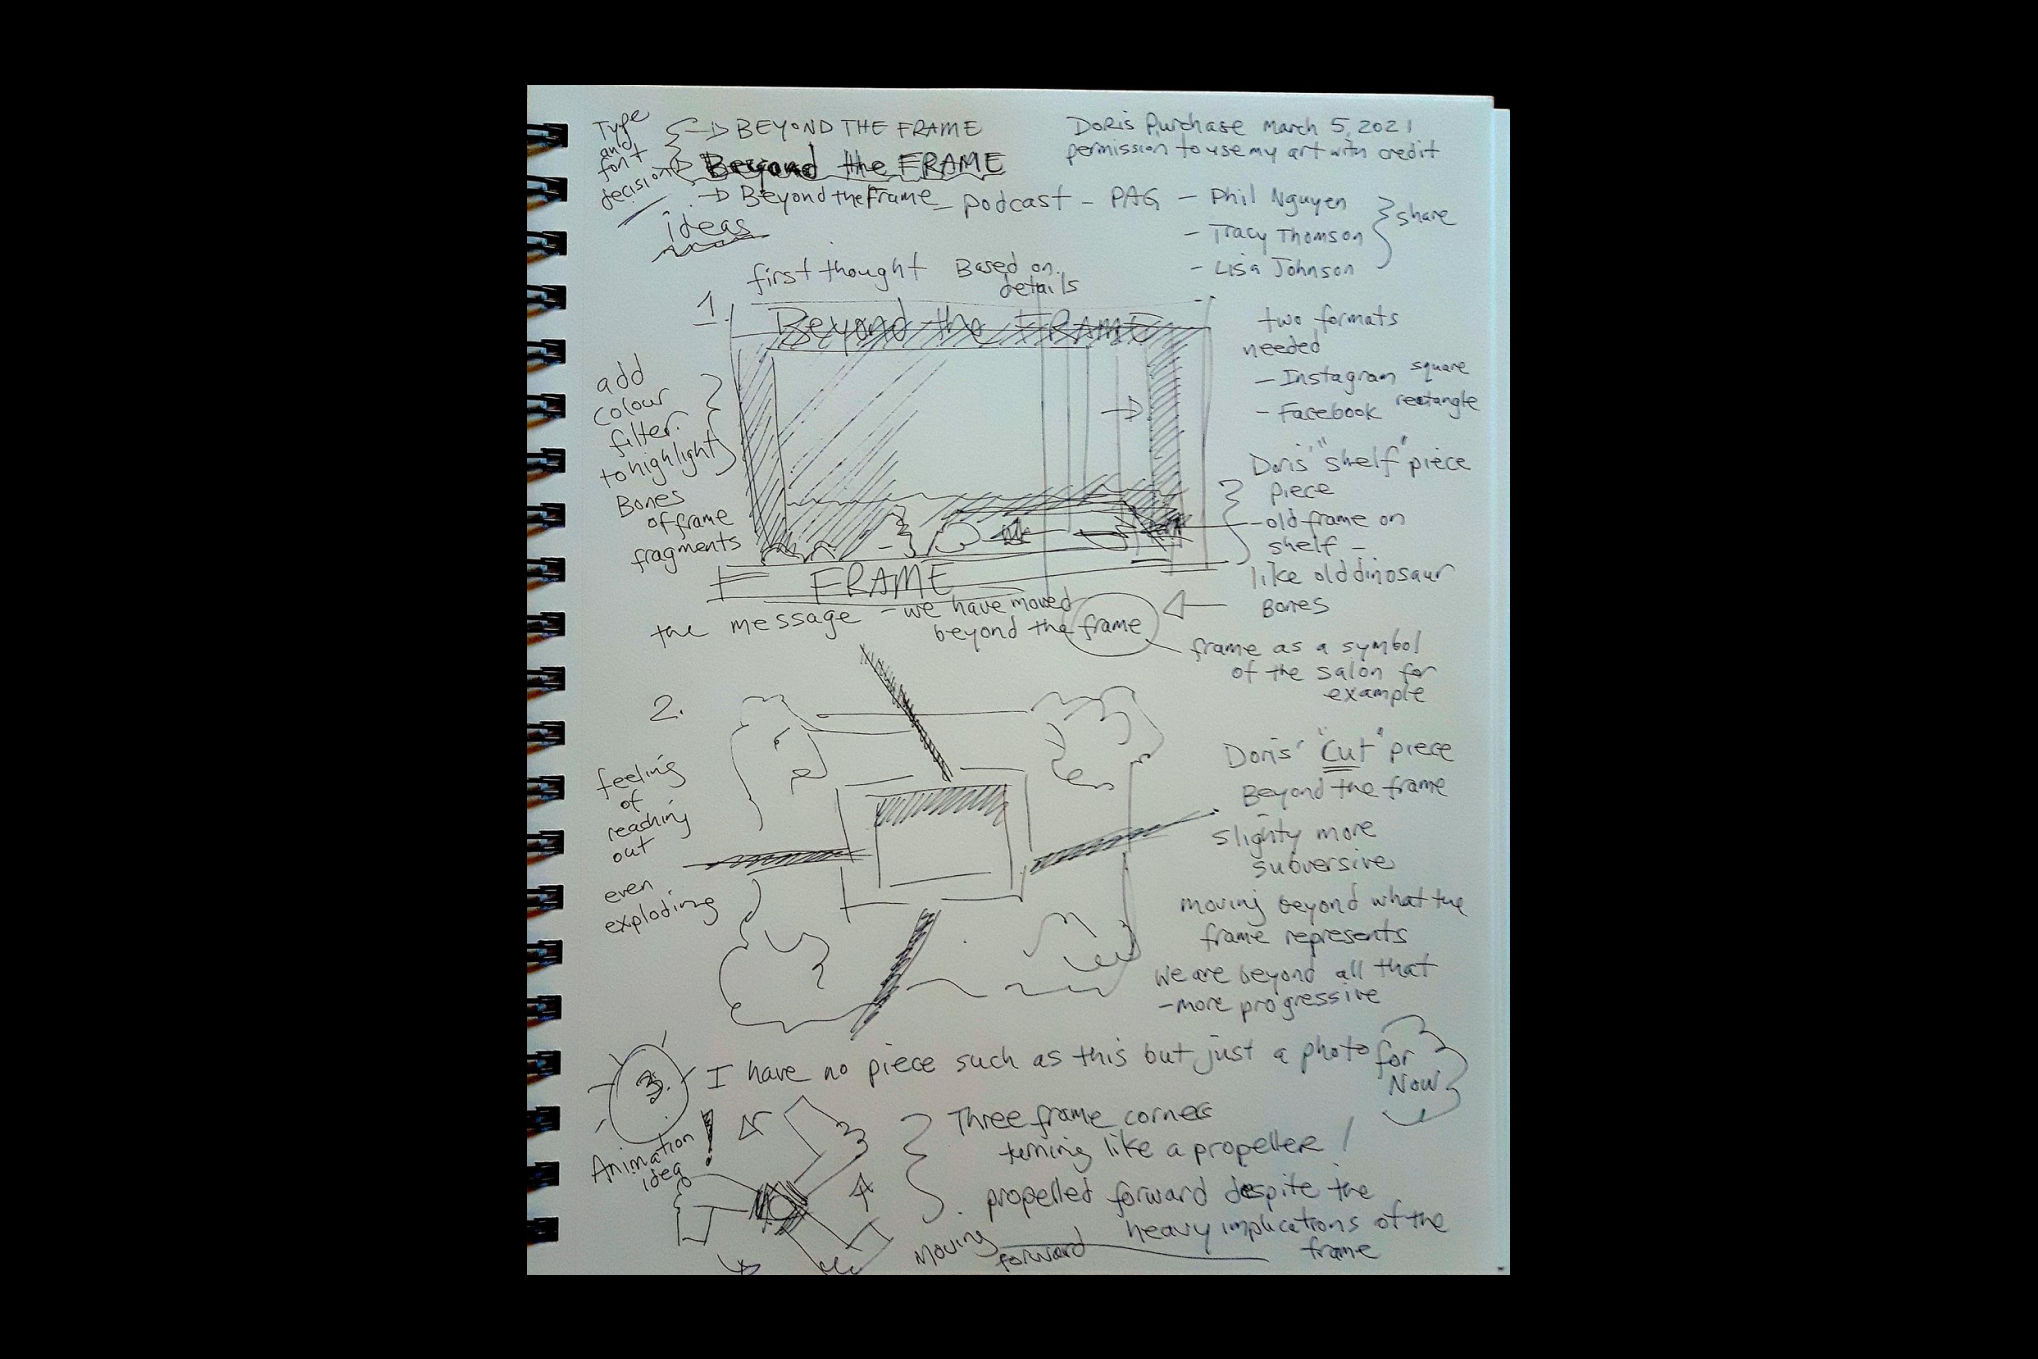 Type
and
font
decision
BEYOND THE FRAME
Beyond the FRAME
Beyond the Frame - podcast - PAG - Phil Nguyen
- Tracy Thomson
- Lisa Johnson
share
Doris Purchase March 5, 2021
permission to use my art with credit
ideas
first thought Based on
details
1.
Beyond the FRAME
FRAME
add
colour
filter.
to highlight
Bones
of frame
fragments
two formats
needed
- Instagram square
- Facebook rectangle
Doris' "shelf" piece
piece
- old frame on
shelf -
like old dinosaur
Bones
the message - we have moved
beyond the frame
frame as a symbol
of the salon for
example
2.
feeling
of
reaching
out
even
exploding
Doris' "cut" piece
Beyond the frame
slighty more
subversive
moving beyond what the
frame represents
we are beyond all that
- more progressive
3. I have no piece such as this but just a photo for
Now
Animation
idea
!
Three frame corners
turning like a propeller!
propelled forward despite the
heavy implications of the
frame
Moving
forward